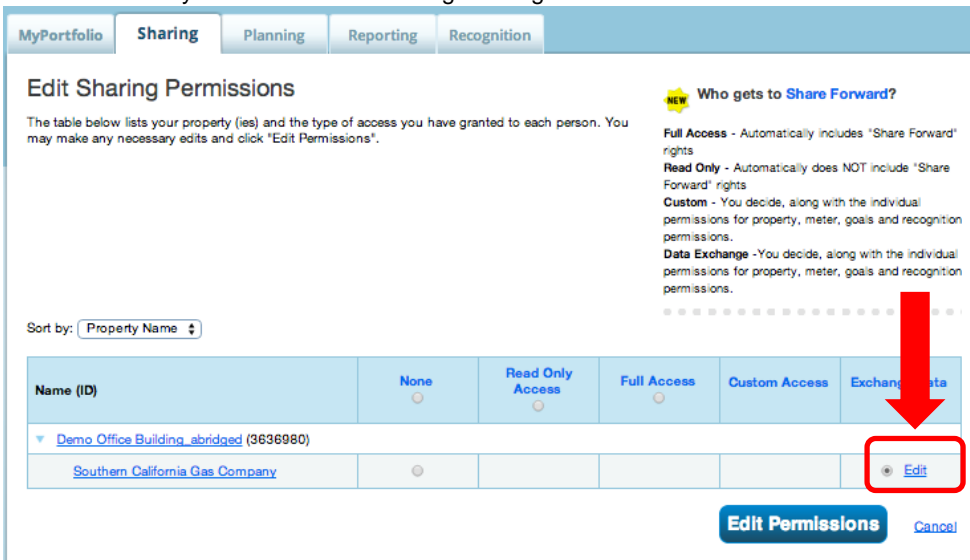 MyPortfolio Sharing Planning Reporting Recognition
Edit Sharing Permissions
The table below lists your property (ies) and the type of access you have granted to each person. You
may make any necessary edits and click "Edit Permissions".
NEW Who gets to Share Forward?
Full Access - Automatically includes "Share Forward"
rights
Read Only - Automatically does NOT include "Share
Forward" rights
Custom - You decide, along with the individual
permissions for property, meter, goals and recognition
permissions.
Data Exchange -You decide, along with the individual
permissions for property, meter, goals and recognition
permissions.
Sort by: Property Name
Name (ID) None Read Only Access Full Access Custom Access
Demo Office Building_abridged (3636980)
Southern California Gas Company Edit
Edit Permissions Cancel